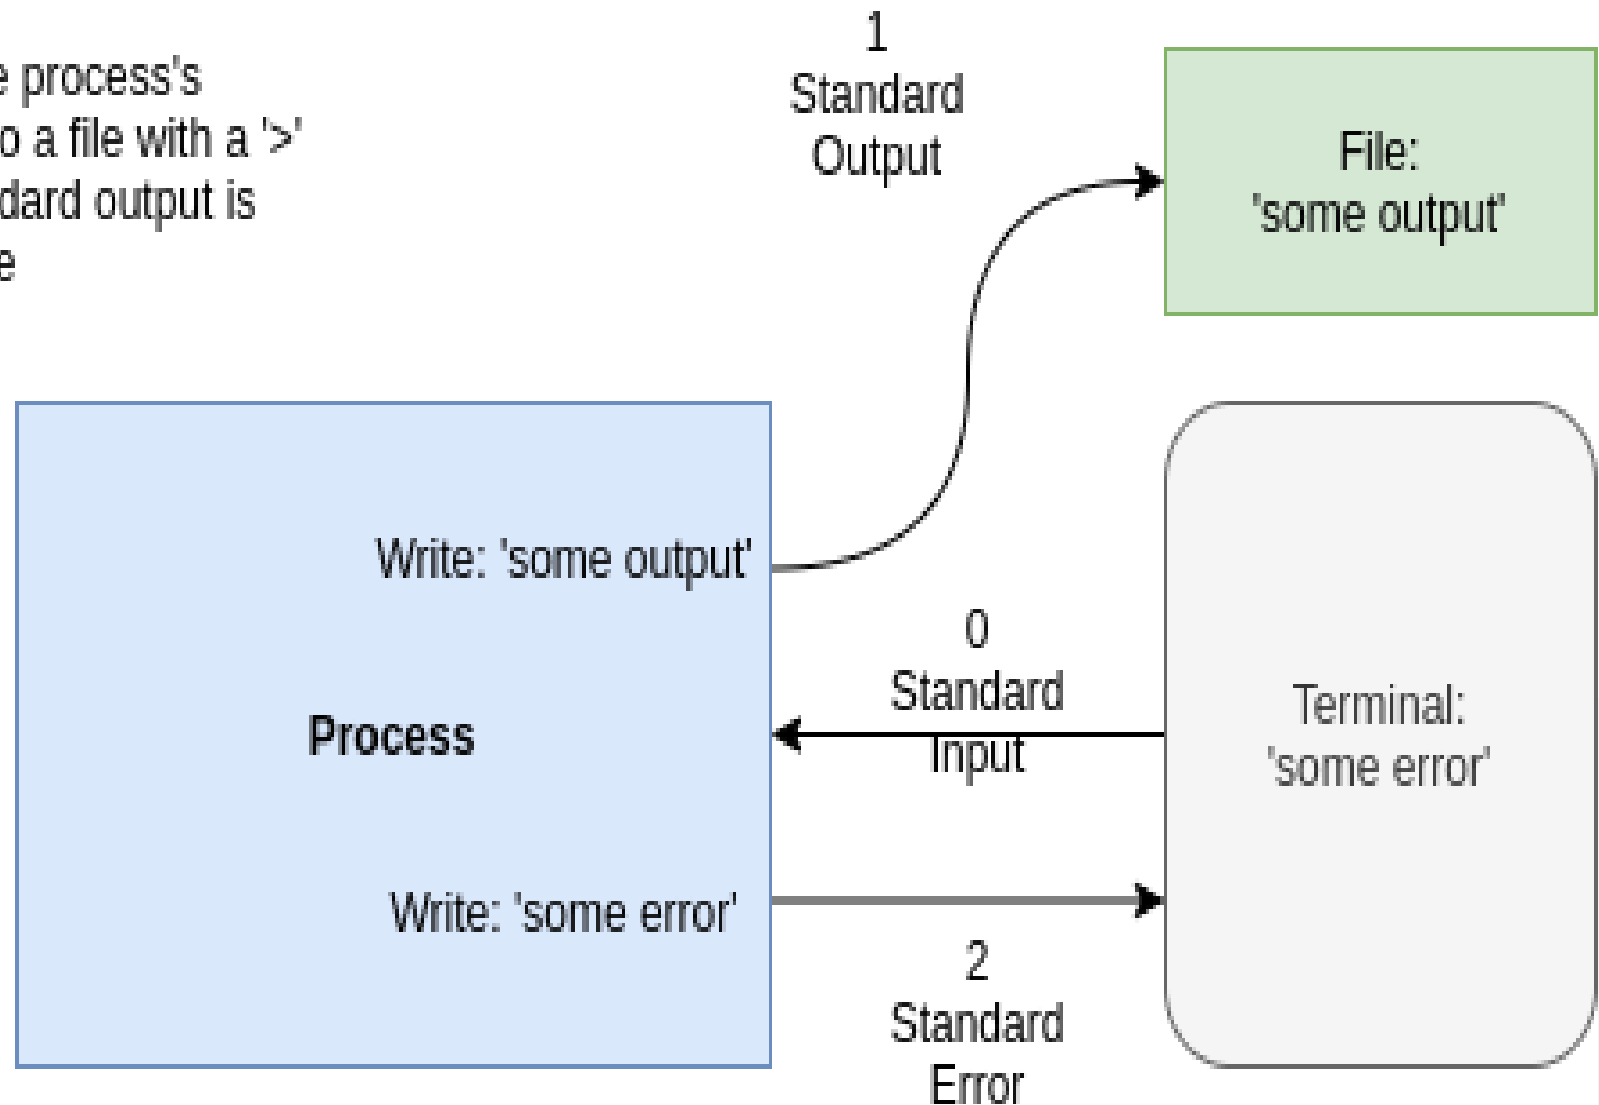 e process's
o a file with a '>'
dard output is
e
1
Standard
Output
File:
'some output'
Write: 'some output'
0
Standard
Input
Process
Terminal:
'some error'
Write: 'some error'
2
Standard
Error